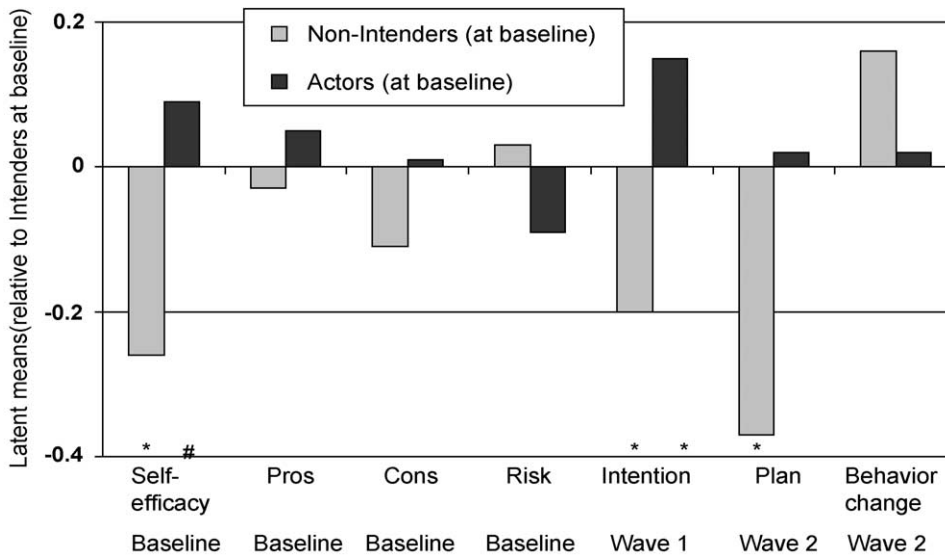 Latent means(relative to Intenders at baseline)
0.2
0
-0.2
-0.4
Non-Intenders (at baseline)
Actors (at baseline)
* # * * *
Self- Pros Cons Risk Intention Plan Behavior
efficacy change
Baseline Baseline Baseline Baseline Wave 1 Wave 2 Wave 2